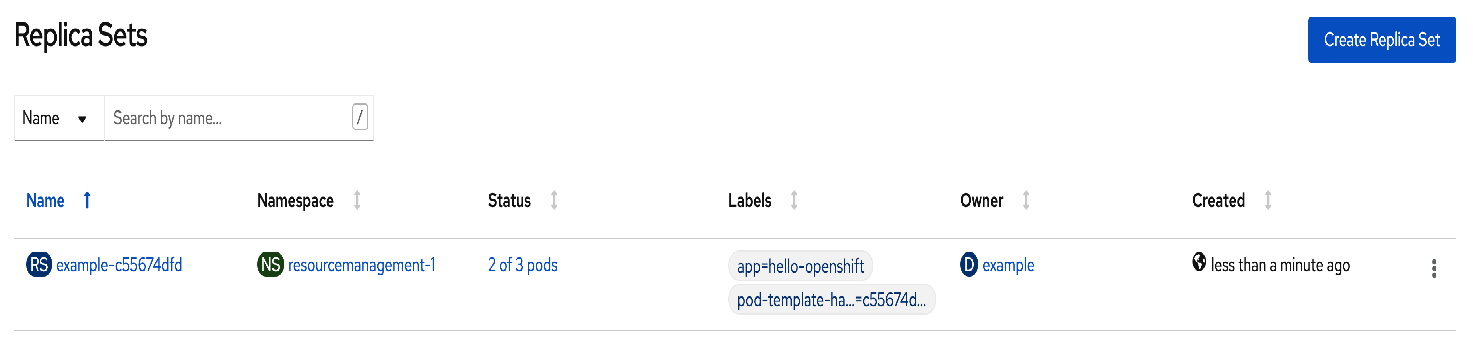 Replica Sets
Create Replica Set
Name Search by name... /
Name Namespace Status Labels Owner Created
RS example-c55674dfd NS resourcemanagement-1 2 of 3 pods app=hello-openshift D example less than a minute ago
pod-template-ha...=c55674d...